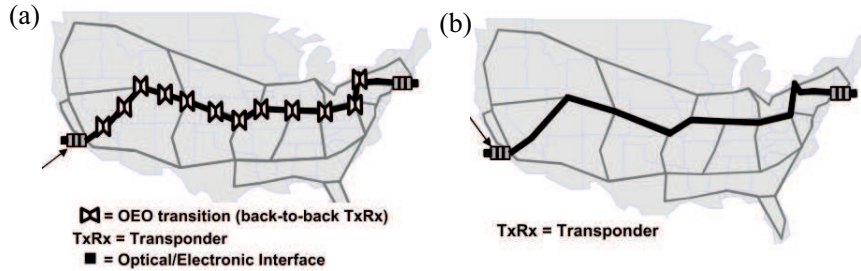 (a)
(b)
= OEO transition (back-to-back TxRx)
TxRx = Transponder
= Optical/Electronic Interface
TxRx = Transponder